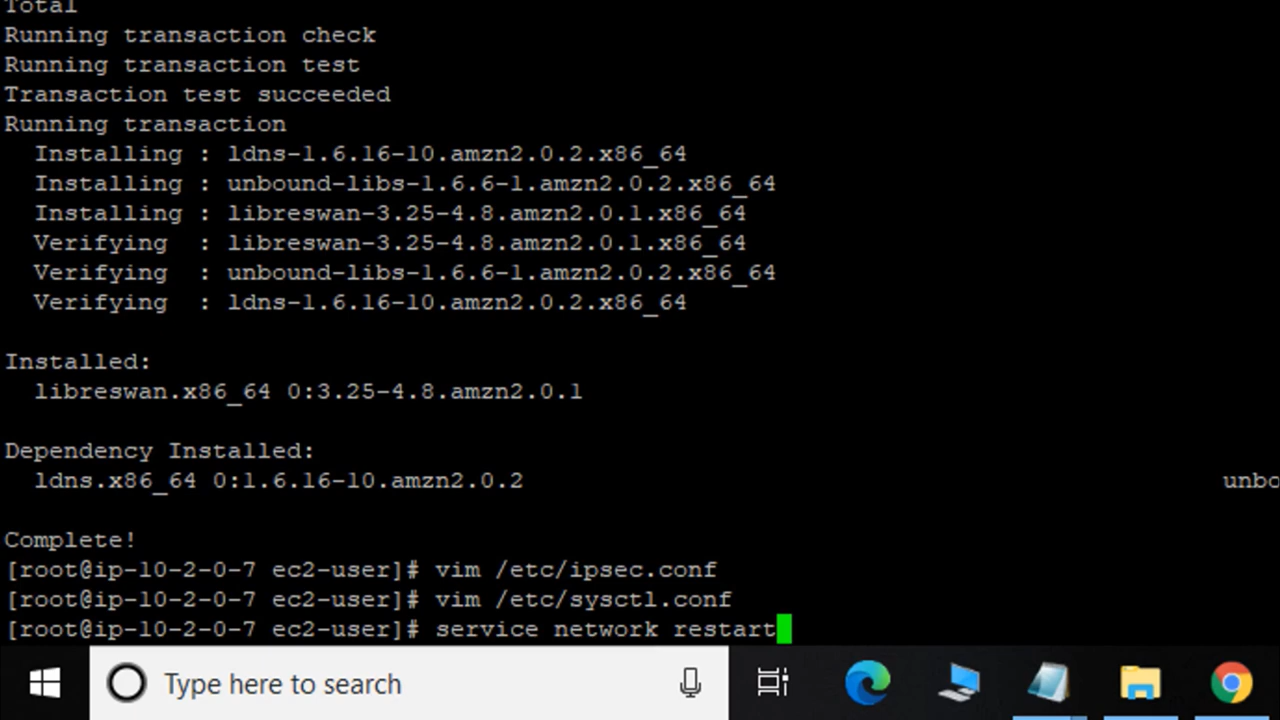 Total
Running transaction check
Running transaction test
Transaction test succeeded
Running transaction
Installing : ldns-1.6.16-10.amzn2.0.2.x86_64
Installing : unbound-libs-1.6.6-1.amzn2.0.2.x86_64
Installing : libreswan-3.25-4.8.amzn2.0.1.x86_64
Verifying : libreswan-3.25-4.8.amzn2.0.1.x86_64
Verifying : unbound-libs-1.6.6-1.amzn2.0.2.x86_64
Verifying : ldns-1.6.16-10.amzn2.0.2.x86_64
Installed:
libreswan.x86_64 0:3.25-4.8.amzn2.0.1
Dependency Installed:
ldns.x86_64 0:1.6.16-10.amzn2.0.2 unbo
Complete!
[root@ip-10-2-0-7 ec2-user]# vim /etc/ipsec.conf
[root@ip-10-2-0-7 ec2-user]# vim /etc/sysctl.conf
[root@ip-10-2-0-7 ec2-user]# service network restart
Type here to search